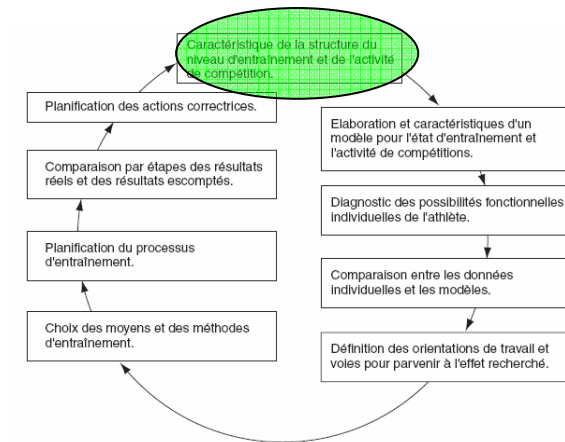 Caractéristique de la structure du
niveau d'entraînement et de l'activité
de compétition.
Elaboration et caractéristiques d'un
modèle pour l'état d'entraînement et
l'activité de compétitions.
Diagnostic des possibilités fonctionnelles
individuelles de l'athlète.
Comparaison entre les données
individuelles et les modèles.
Définition des orientations de travail et
voies pour parvenir à l'effet recherché.
Choix des moyens et des méthodes
d'entraînement.
Planification du processus
d'entraînement.
Comparaison par étapes des résultats
réels et des résultats escomptés.
Planification des actions correctrices.